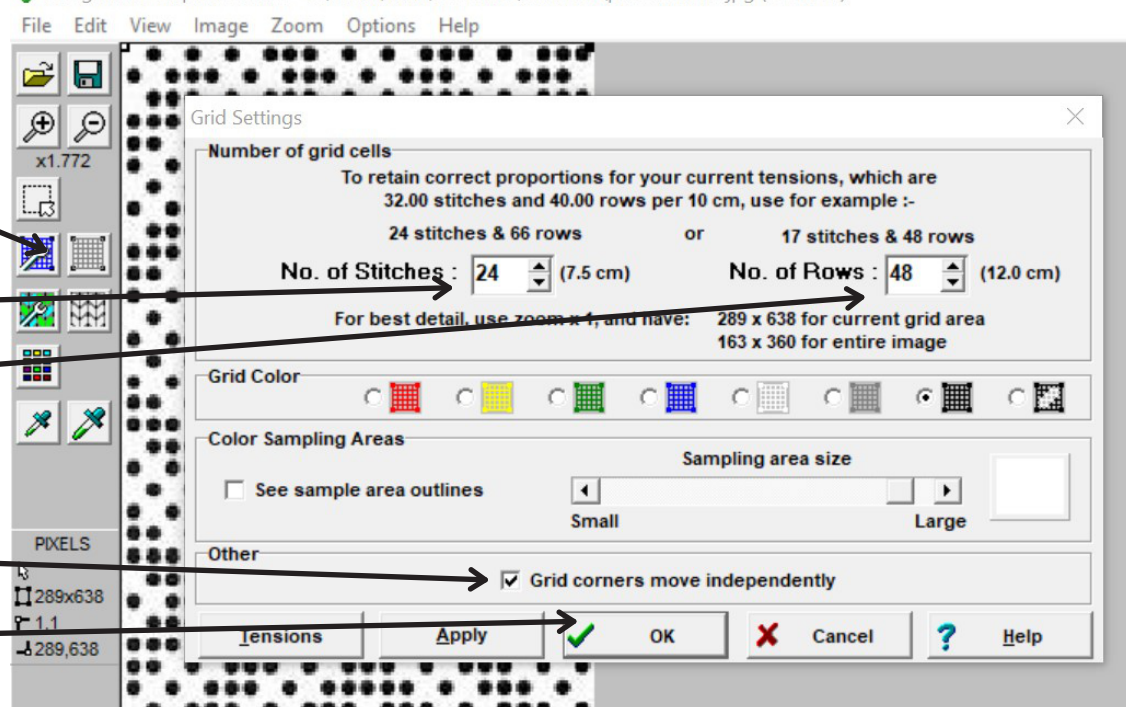 File Edit View Image Zoom Options Help
x1.772
Grid Settings
Number of grid cells
To retain correct proportions for your current tensions, which are
32.00 stitches and 40.00 rows per 10 cm, use for example :-
24 stitches & 66 rows or 17 stitches & 48 rows
No. of Stitches : 24 (7.5 cm) No. of Rows : 48 (12.0 cm)
For best detail, use zoom x 1, and have: 289 x 638 for current grid area
163 x 360 for entire image
Grid Color
Color Sampling Areas
Sampling area size
See sample area outlines
Small Large
Other
Grid corners move independently
Tensions Apply OK Cancel ? Help
PIXELS
289x638
1,1
289,638